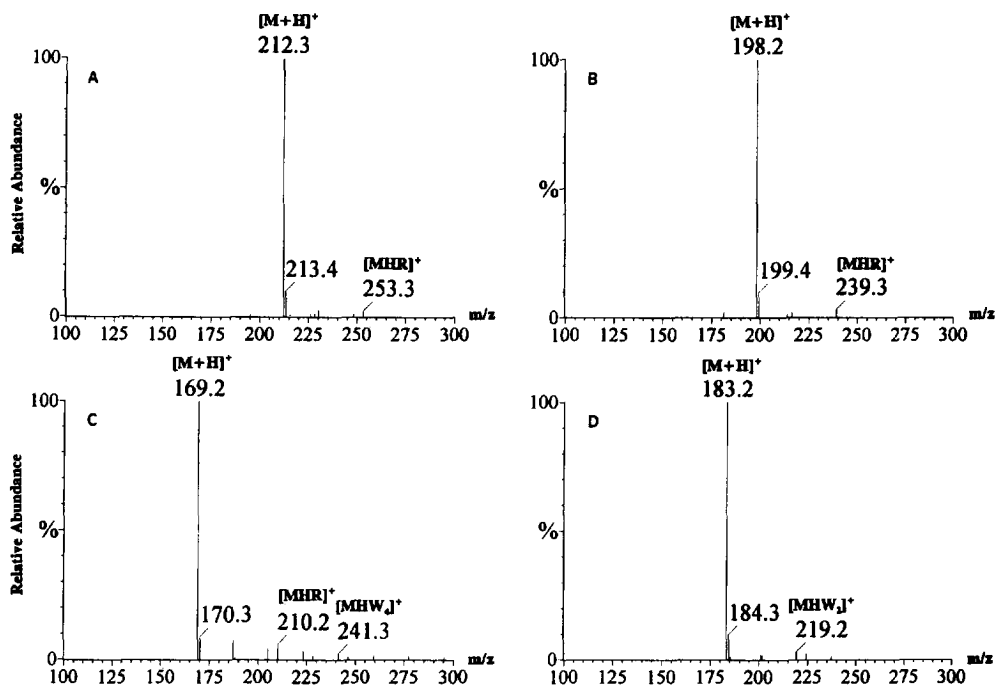 [M+H]⁺
212.3
100
A
Relative Abundance
%
213.4
[MHR]⁺
253.3
0
100 125 150 175 200 225 250 275 300 m/z
[M+H]⁺
198.2
100
B
%
199.4
[MHR]⁺
239.3
0
100 125 150 175 200 225 250 275 300 m/z
[M+H]⁺
169.2
100
C
Relative Abundance
%
170.3
[MHR]⁺
210.2
[MHW₄]⁺
241.3
0
100 125 150 175 200 225 250 275 300 m/z
[M+H]⁺
183.2
100
D
%
184.3
[MHW₂]⁺
219.2
0
100 125 150 175 200 225 250 275 300 m/z